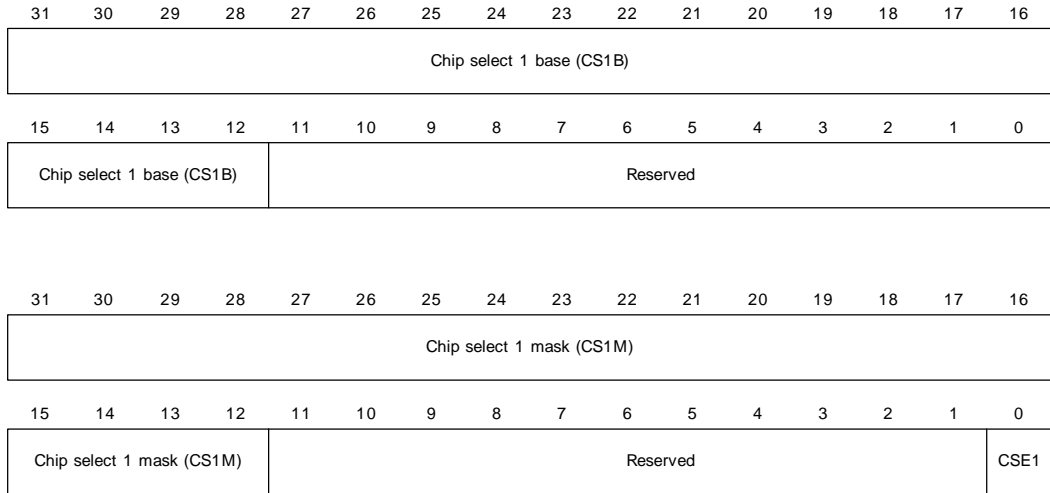 31 30 29 28 27 26 25 24 23 22 21 20 19 18 17 16
Chip select 1 base (CS1B)
15 14 13 12 11 10 9 8 7 6 5 4 3 2 1 0
Chip select 1 base (CS1B) Reserved
31 30 29 28 27 26 25 24 23 22 21 20 19 18 17 16
Chip select 1 mask (CS1M)
15 14 13 12 11 10 9 8 7 6 5 4 3 2 1 0
Chip select 1 mask (CS1M) Reserved CSE1